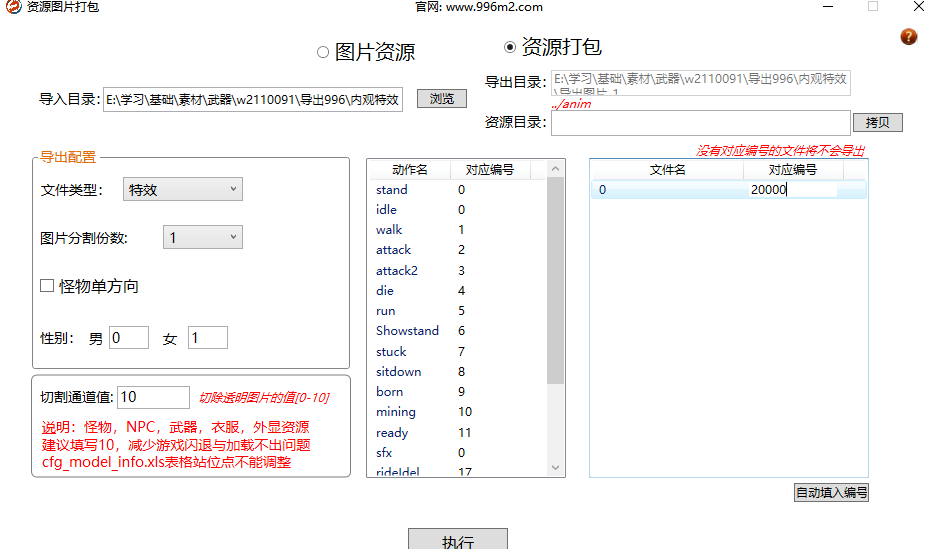 资源图片打包
官网: www.996m2.com
图片资源
资源打包
导入目录: E:\学习\基础\素材\武器\w2110091\导出996\内观特效 浏览
导出目录: E:\学习\基础\素材\武器\w2110091\导出996\内观特效
\导出图片_1
../anim
资源目录: 拷贝
没有对应编号的文件将不会导出
导出配置
文件类型: 特效
图片分割份数: 1
怪物单方向
性别: 男 0 女 1
切割通道值: 10 切除透明图片的值[0-10]
说明：怪物，NPC，武器，衣服，外显资源
建议填写10，减少游戏闪退与加载不出问题
cfg_model_info.xls表格站位点不能调整
动作名 对应编号
stand 0
idle 0
walk 1
attack 2
attack2 3
die 4
run 5
Showstand 6
stuck 7
sitdown 8
born 9
mining 10
ready 11
sfx 0
rideIdel 17
文件名 对应编号
0 20000
自动填入编号
执行